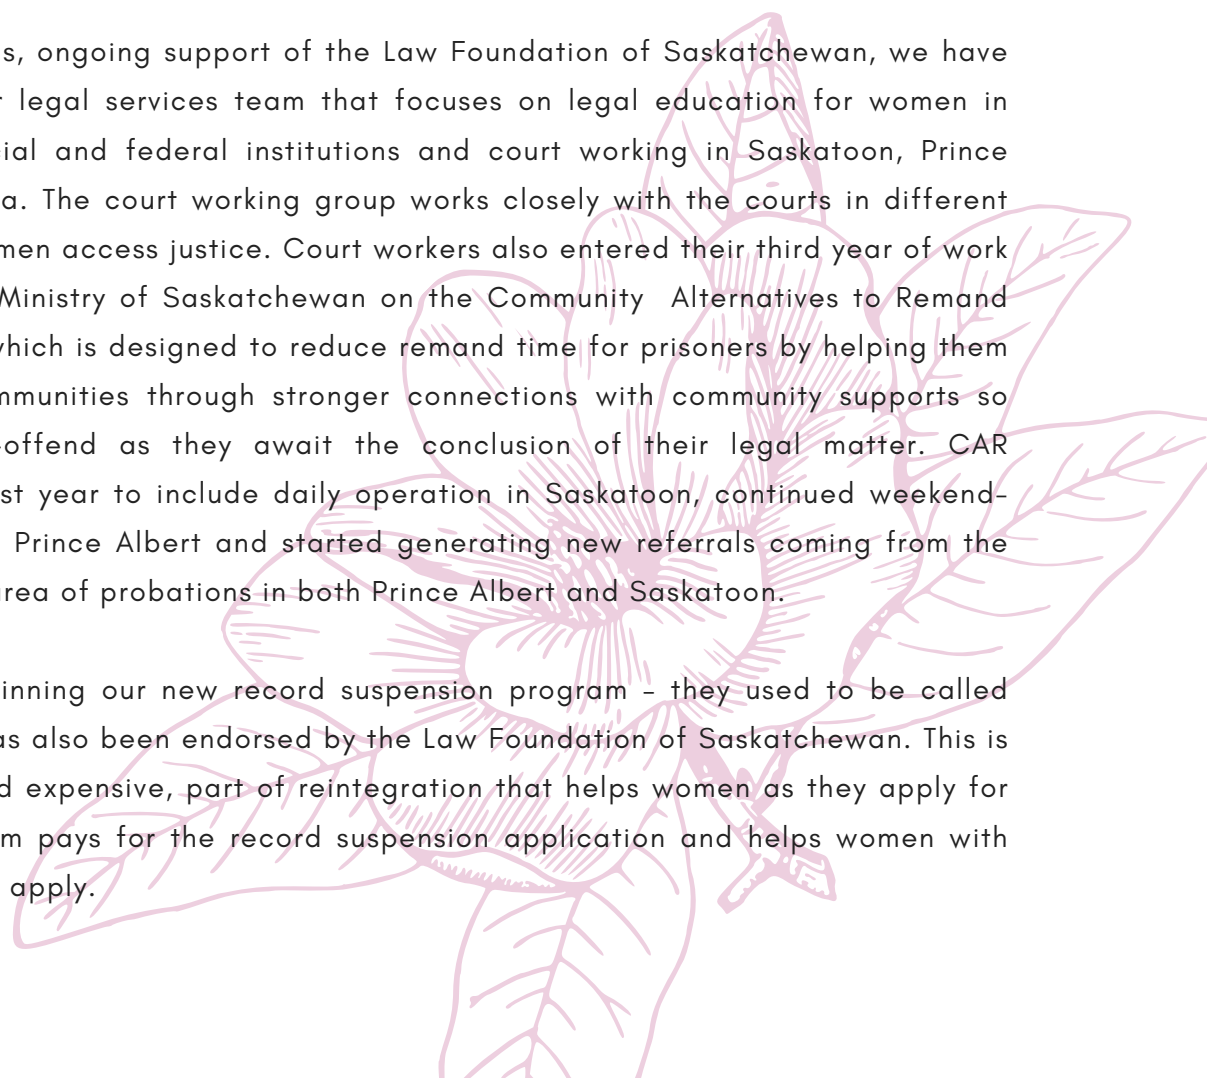 s, ongoing support of the Law Foundation of Saskatchewan, we have
legal services team that focuses on legal education for women in
ial and federal institutions and court working in Saskatoon, Prince
a. The court working group works closely with the courts in different
men access justice. Court workers also entered their third year of work
Ministry of Saskatchewan on the Community Alternatives to Remand
which is designed to reduce remand time for prisoners by helping them
mmunities through stronger connections with community supports so
-offend as they await the conclusion of their legal matter. CAR
st year to include daily operation in Saskatoon, continued weekend-
Prince Albert and started generating new referrals coming from the
area of probations in both Prince Albert and Saskatoon.
inning our new record suspension program – they used to be called
as also been endorsed by the Law Foundation of Saskatchewan. This is
d expensive, part of reintegration that helps women as they apply for
m pays for the record suspension application and helps women with
apply.